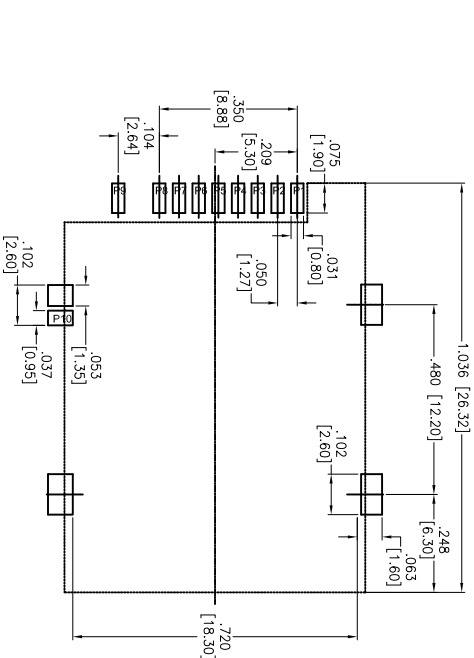 .350
[8.88]
.104
[2.64]
.209
[5.30]
.075
[1.90]
P9
P8
P7
P6
P5
P4
P3
P2
P1
.031
[0.80]
.050
[1.27]
1.036 [26.32]
.480 [12.20]
.102
[2.60]
P10
.053
[1.35]
.037
[0.95]
.102
[2.60]
.248
[6.30]
.063
[1.60]
.720
[18.30]